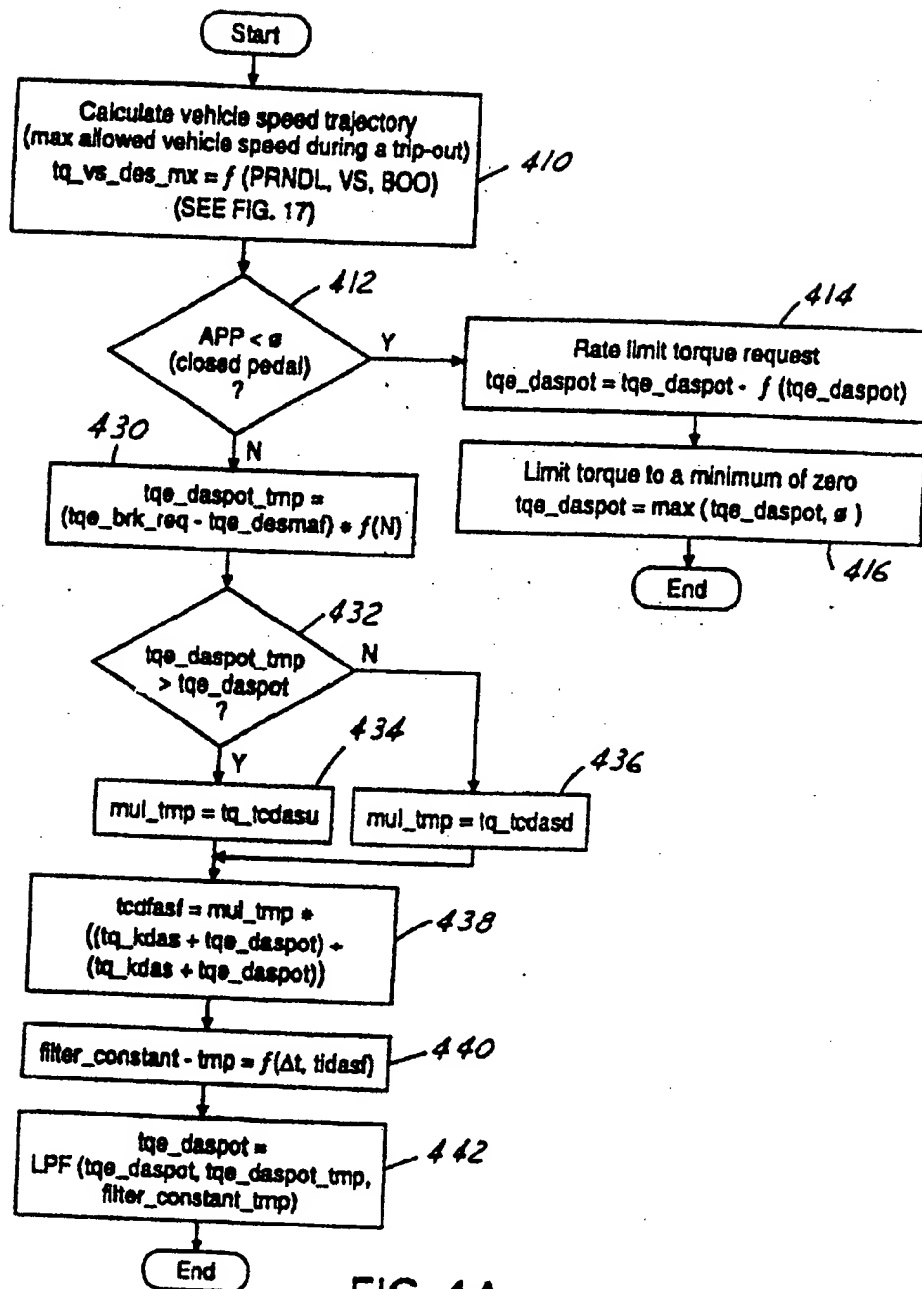 Start
Calculate vehicle speed trajectory
(max allowed vehicle speed during a trip-out)
tq_vs_des_mx = f (PRNDL, VS, BOO)
(SEE FIG. 17)
410
412
APP < ø
(closed pedal)
?
Y
N
414
Rate limit torque request
tqe_daspot = tqe_daspot - f (tqe_daspot)
Limit torque to a minimum of zero
tqe_daspot = max (tqe_daspot, ø )
416
End
430
tqe_daspot_tmp =
(tqe_brk_req - tqe_desmaf) * f(N)
432
tqe_daspot_tmp
> tqe_daspot
?
N
Y
434
mul_tmp = tq_tcdasu
436
mul_tmp = tq_tcdasd
tcdfasf = mul_tmp *
((tq_kdas + tqe_daspot) ÷
(tq_kdas + tqe_daspot))
438
filter_constant - tmp = f(Δt, tidasf)
440
tqe_daspot =
LPF (tqe_daspot, tqe_daspot_tmp,
filter_constant_tmp)
442
End
FIG. 4A